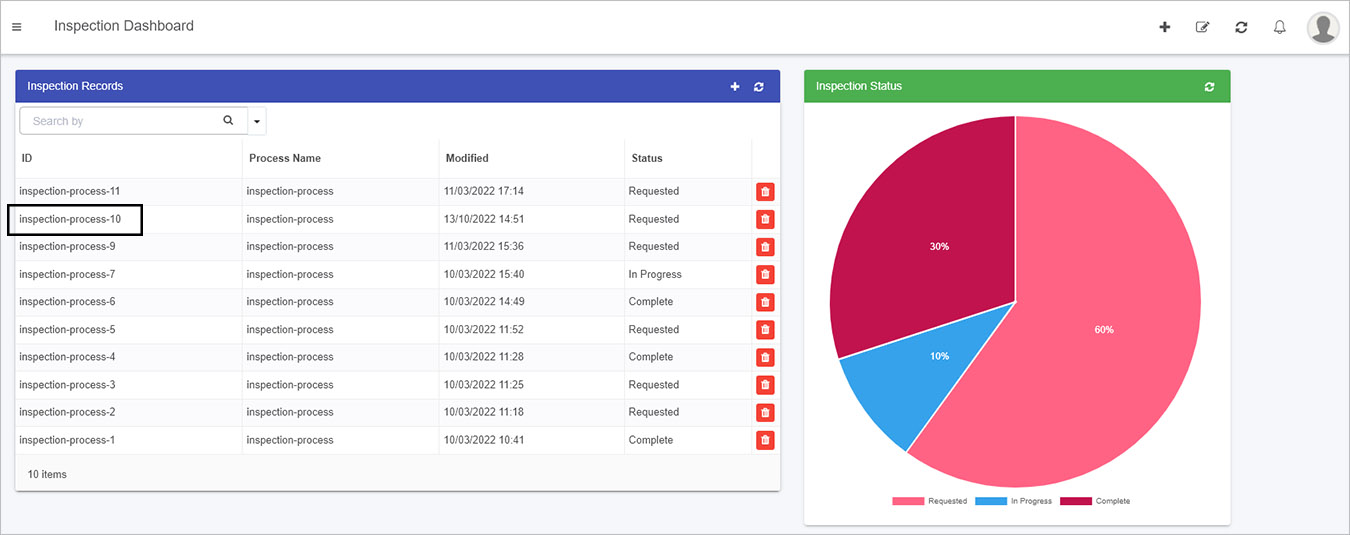 Inspection Dashboard
Inspection Records
Search by
ID Process Name Modified Status
inspection-process-11 inspection-process 11/03/2022 17:14 Requested
inspection-process-10 inspection-process 13/10/2022 14:51 Requested
inspection-process-9 inspection-process 11/03/2022 15:36 Requested
inspection-process-7 inspection-process 10/03/2022 15:40 In Progress
inspection-process-6 inspection-process 10/03/2022 14:49 Complete
inspection-process-5 inspection-process 10/03/2022 11:52 Requested
inspection-process-4 inspection-process 10/03/2022 11:28 Complete
inspection-process-3 inspection-process 10/03/2022 11:25 Requested
inspection-process-2 inspection-process 10/03/2022 11:18 Requested
inspection-process-1 inspection-process 10/03/2022 10:41 Complete
10 items
Inspection Status
30%
60%
10%
Requested In Progress Complete